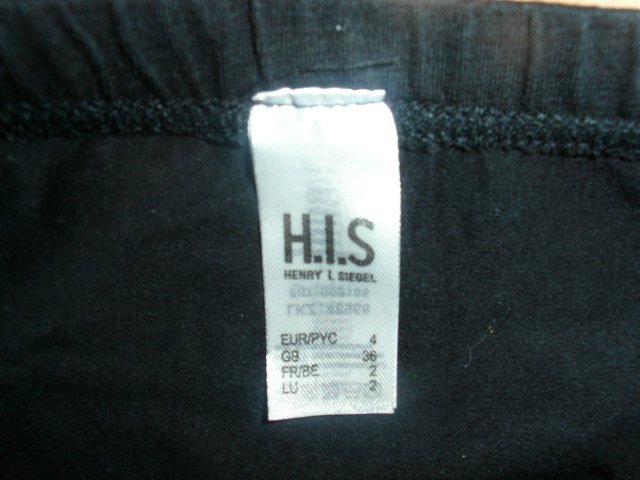 H.I.S
HENRY I. SIEGEL
EUR/PYC 4
GB 36
FR/BE 2
LU 2